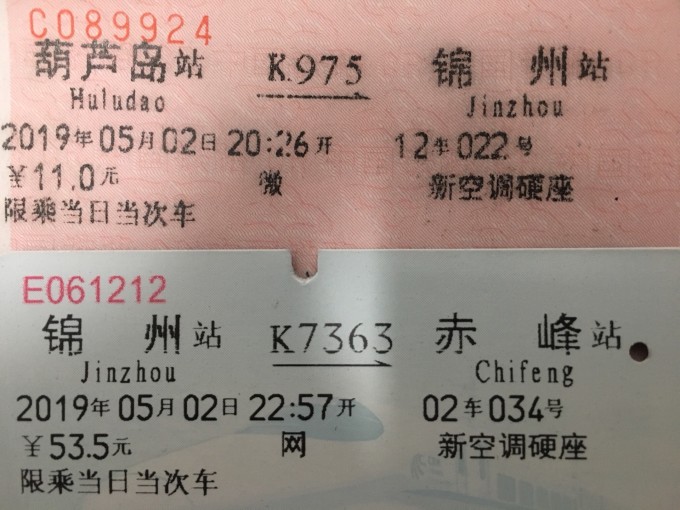 C089924
葫芦岛站 K975 锦州站
Huludao Jinzhou
2019年05月02日 20:26开 12车022号
¥11.0元 微 新空调硬座
限乘当日当次车
E061212
锦州站 K7363 赤峰站
Jinzhou Chifeng
2019年05月02日 22:57开 02车034号
¥53.5元 网 新空调硬座
限乘当日当次车